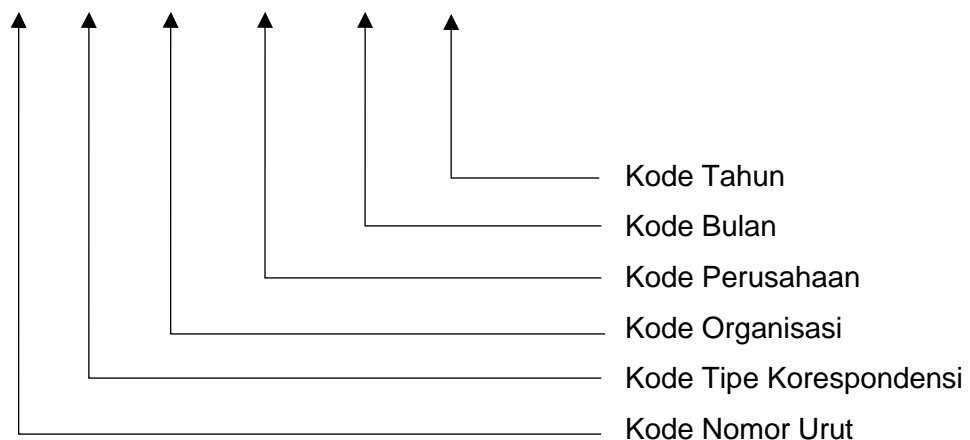 Kode Tahun
Kode Bulan
Kode Perusahaan
Kode Organisasi
Kode Tipe Korespondensi
Kode Nomor Urut